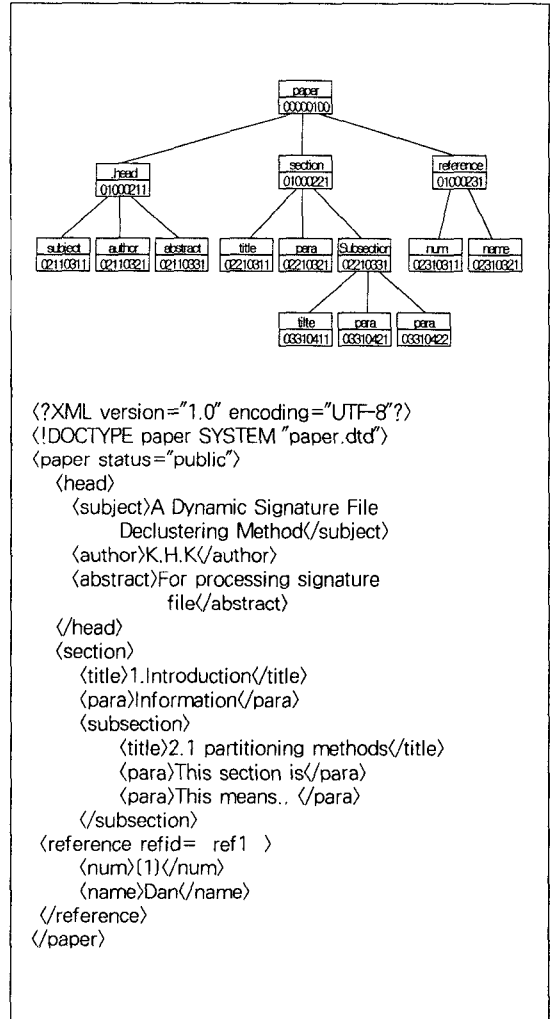 paper
00000100
head section reference
01000211 01000221 01000231
subject author abstract title para Subsection num name
02110311 02110321 02110331 02210311 02210321 02210331 02310311 02310321
tilte para para
03310411 03310421 03310422
〈?XML version="1.0" encoding="UTF-8"?〉
〈!DOCTYPE paper SYSTEM "paper.dtd"〉
〈paper status="public"〉
〈head〉
〈subject〉A Dynamic Signature File
Declustering Method〈/subject〉
〈author〉K.H.K〈/author〉
〈abstract〉For processing signature
file〈/abstract〉
〈/head〉
〈section〉
〈title〉1.Introduction〈/title〉
〈para〉Information〈/para〉
〈subsection〉
〈title〉2.1 partitioning methods〈/title〉
〈para〉This section is〈/para〉
〈para〉This means.. 〈/para〉
〈/subsection〉
〈reference refid= ref1 〉
〈num〉(1)〈/num〉
〈name〉Dan〈/name〉
〈/reference〉
〈/paper〉